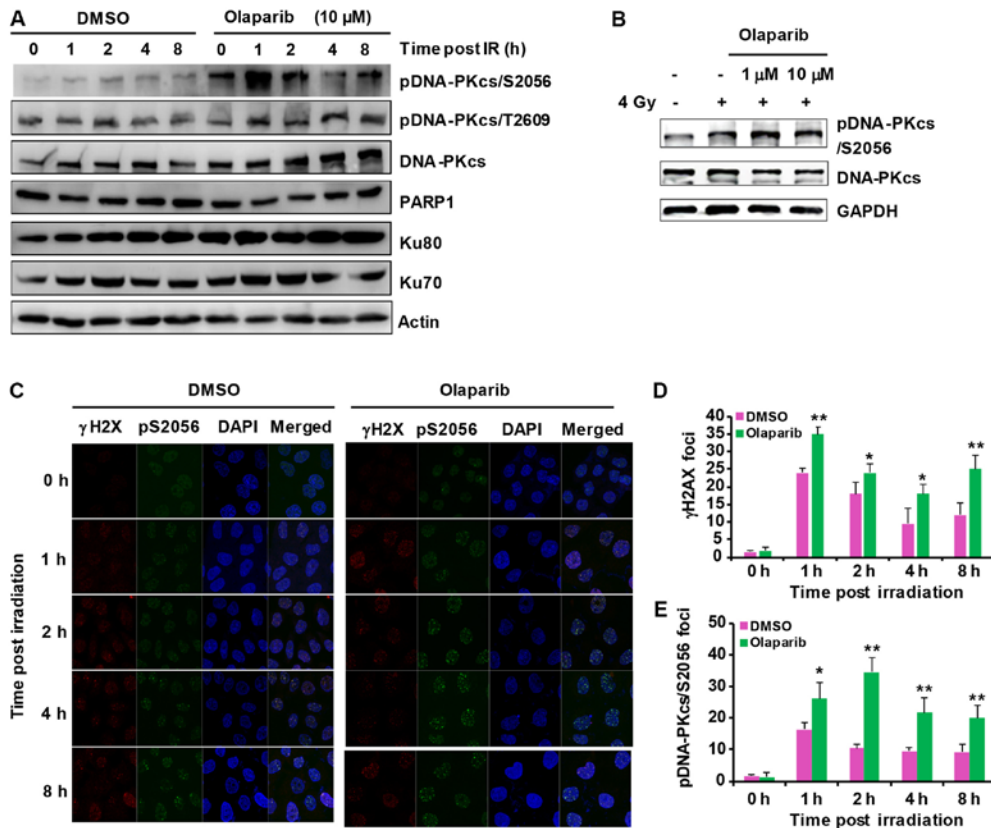 A
DMSO
Olaparib (10 µM)
0 1 2 4 8 0 1 2 4 8 Time post IR (h)
pDNA-PKcs/S2056
pDNA-PKcs/T2609
DNA-PKcs
PARP1
Ku80
Ku70
Actin
B
Olaparib
- - 1 µM 10 µM
4 Gy - + + +
pDNA-PKcs
/S2056
DNA-PKcs
GAPDH
C
DMSO
Olaparib
γH2X pS2056 DAPI Merged γH2X pS2056 DAPI Merged
Time post irradiation
0 h
1 h
2 h
4 h
8 h
D
DMSO
Olaparib
γH2AX foci
40
35
30
25
20
15
10
5
0
** * * **
0 h 1 h 2 h 4 h 8 h
Time post irradiation
E
DMSO
Olaparib
pDNA-PKcs/S2056 foci
40
30
20
10
0
* ** ** **
0 h 1 h 2 h 4 h 8 h
Time post irradiation